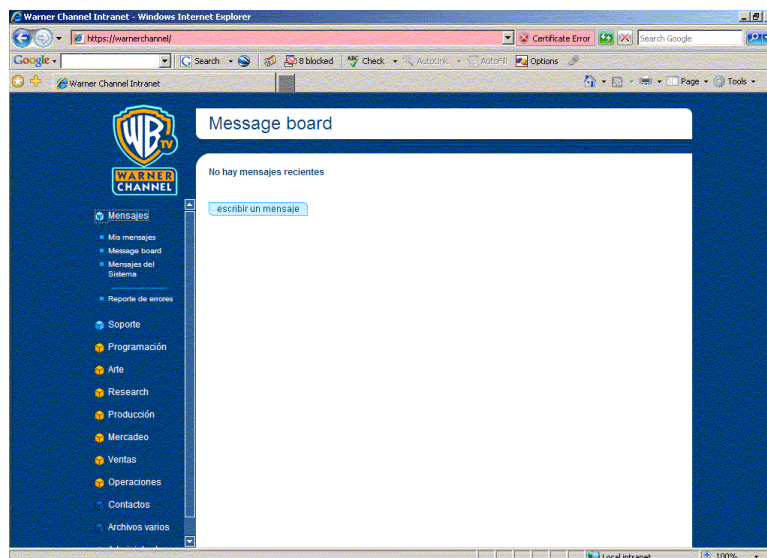 Warner Channel Intranet - Windows Internet Explorer
https://warnerchannel/
Certificate Error
Search Google
Google
Search
8 blocked
Check
AutoLink
AutoFill
Options
Warner Channel Intranet
Page
Tools
WB TV
WARNER
CHANNEL
Message board
No hay mensajes recientes
escribir un mensaje
Mensajes
Mis mensajes
Message board
Mensajes del
Sistema
Reporte de errores
Soporte
Programación
Arte
Research
Producción
Mercadeo
Ventas
Operaciones
Contactos
Archivos varios
Local intranet
100%